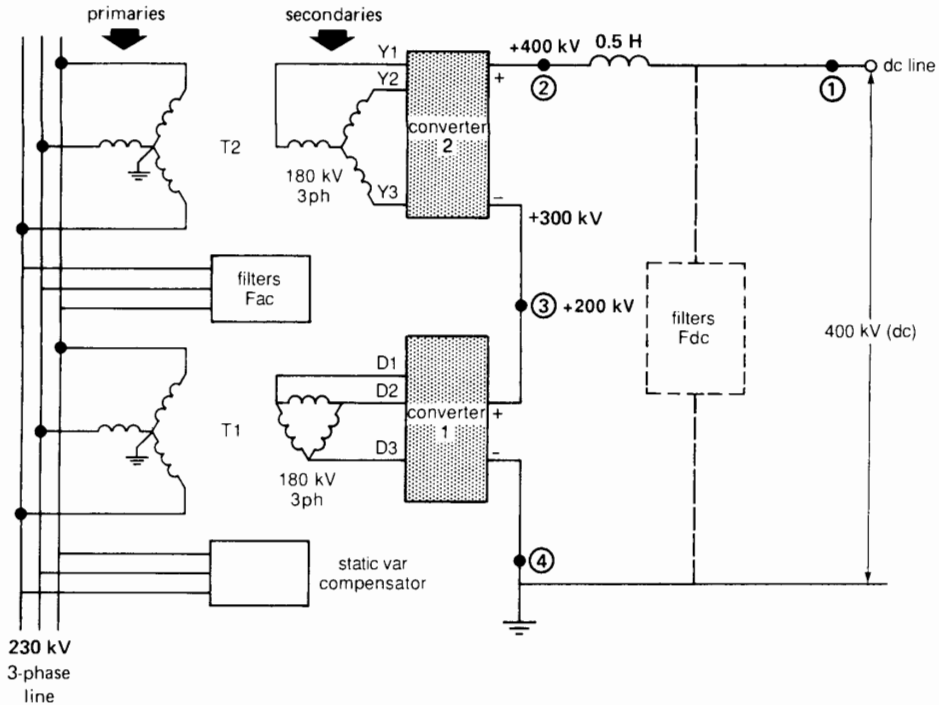 primaries
secondaries
Y1
Y2
+400 kV
0.5 H
+
2
1
dc line
T2
converter
2
180 kV
3ph
Y3
–
+300 kV
filters
Fac
3
+200 kV
filters
Fdc
400 kV (dc)
D1
D2
T1
converter
1
+
D3
–
180 kV
3ph
4
static var
compensator
230 kV
3-phase
line